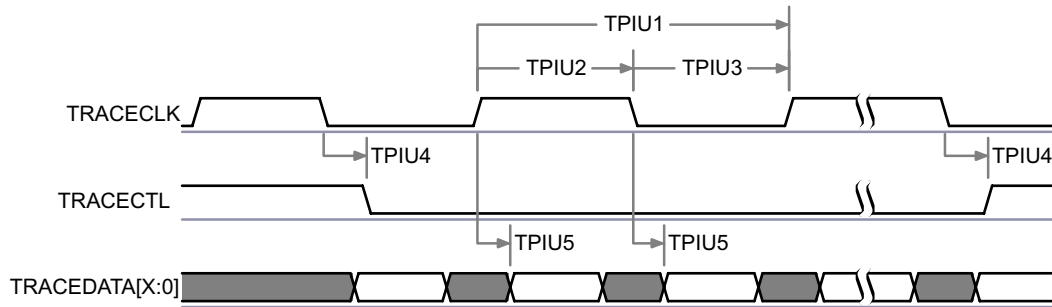 TPIU1
TPIU2 TPIU3
TRACECLK
TPIU4 TPIU4
TRACECTL
TPIU5 TPIU5
TRACEDATA[X:0]